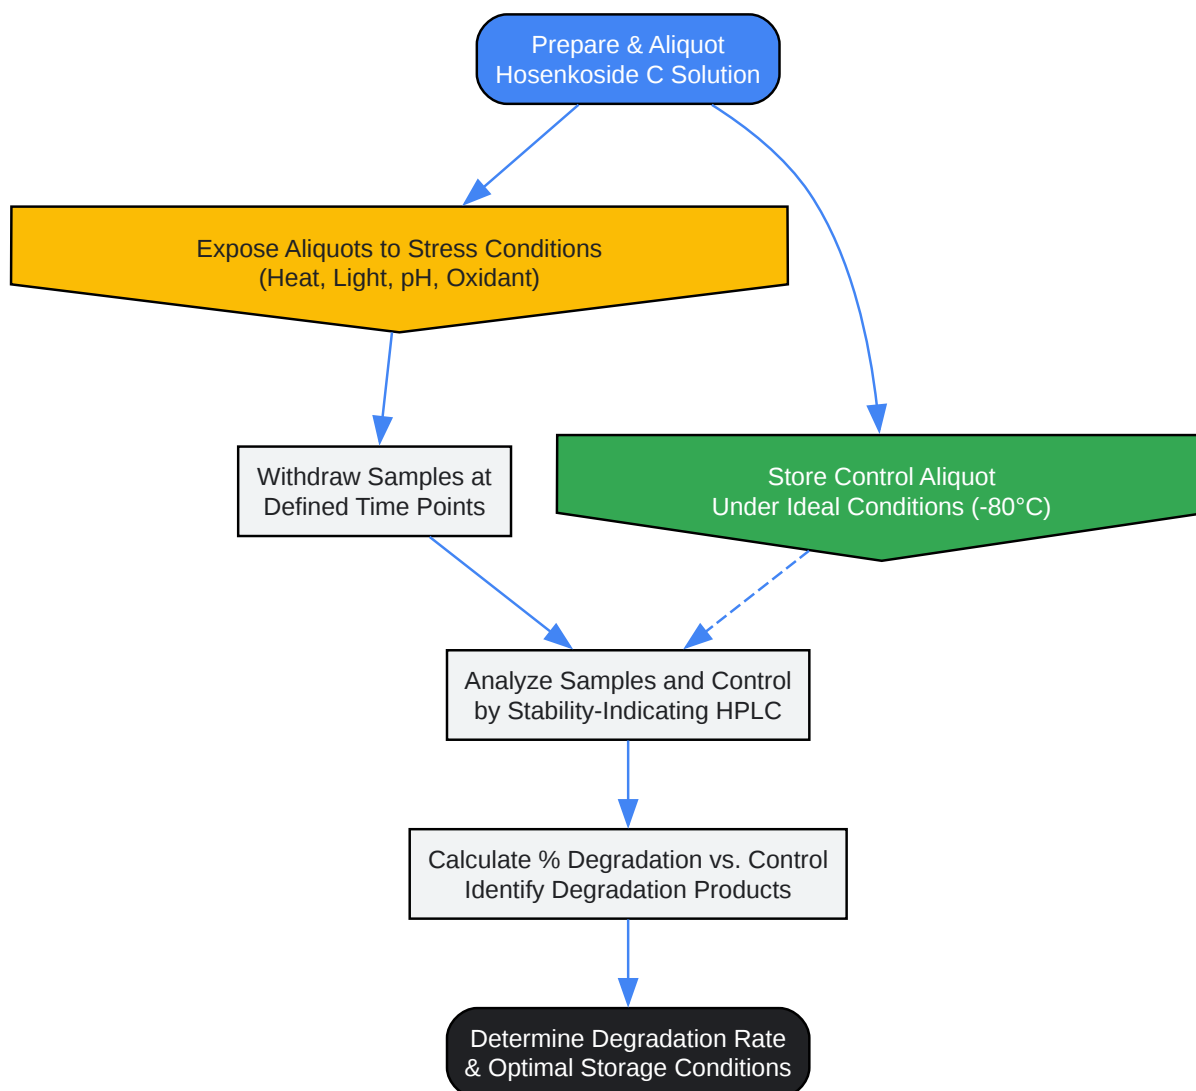 Prepare & Aliquot
Hosenkoside C Solution
Expose Aliquots to Stress Conditions
(Heat, Light, pH, Oxidant)
Withdraw Samples at
Defined Time Points
Store Control Aliquot
Under Ideal Conditions (-80°C)
Analyze Samples and Control
by Stability-Indicating HPLC
Calculate % Degradation vs. Control
Identify Degradation Products
Determine Degradation Rate
& Optimal Storage Conditions